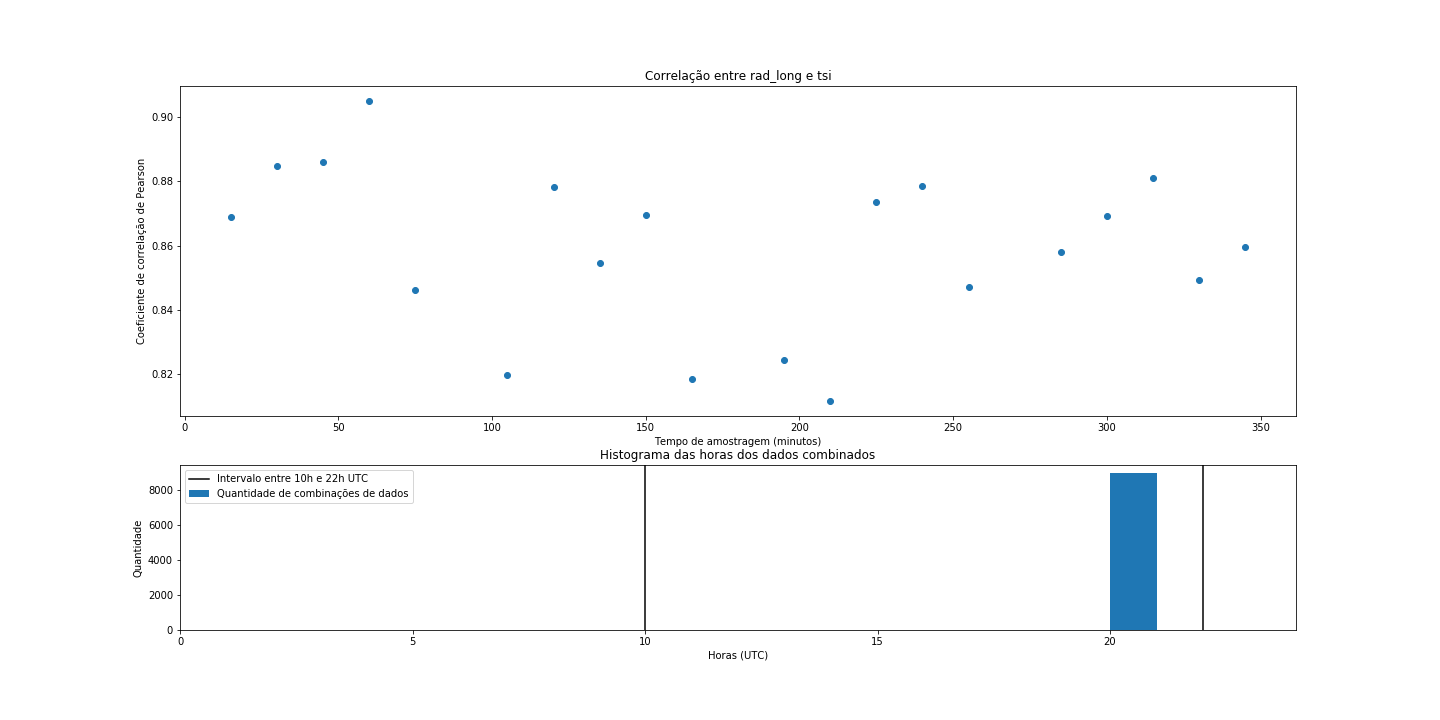 Correlação entre rad_long e tsi
0.90
0.88
0.86
0.84
0.82
Coeficiente de correlação de Pearson
0 50 100 150 200 250 300 350
Tempo de amostragem (minutos)
Histograma das horas dos dados combinados
Intervalo entre 10h e 22h UTC
Quantidade de combinações de dados
8000
6000
4000
2000
0
Quantidade
0 5 10 15 20
Horas (UTC)